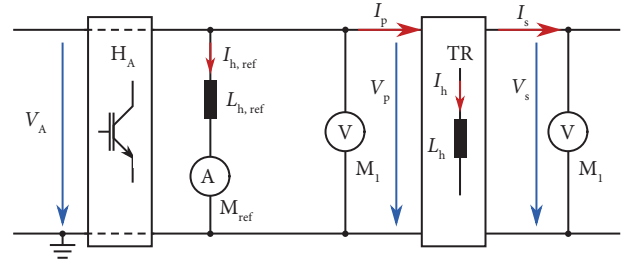 I_p
I_s
H_A
I_h, ref
TR
V_A
L_h, ref
V_p
I_h
V_s
V
V
L_h
A
M_1
M_1
M_ref